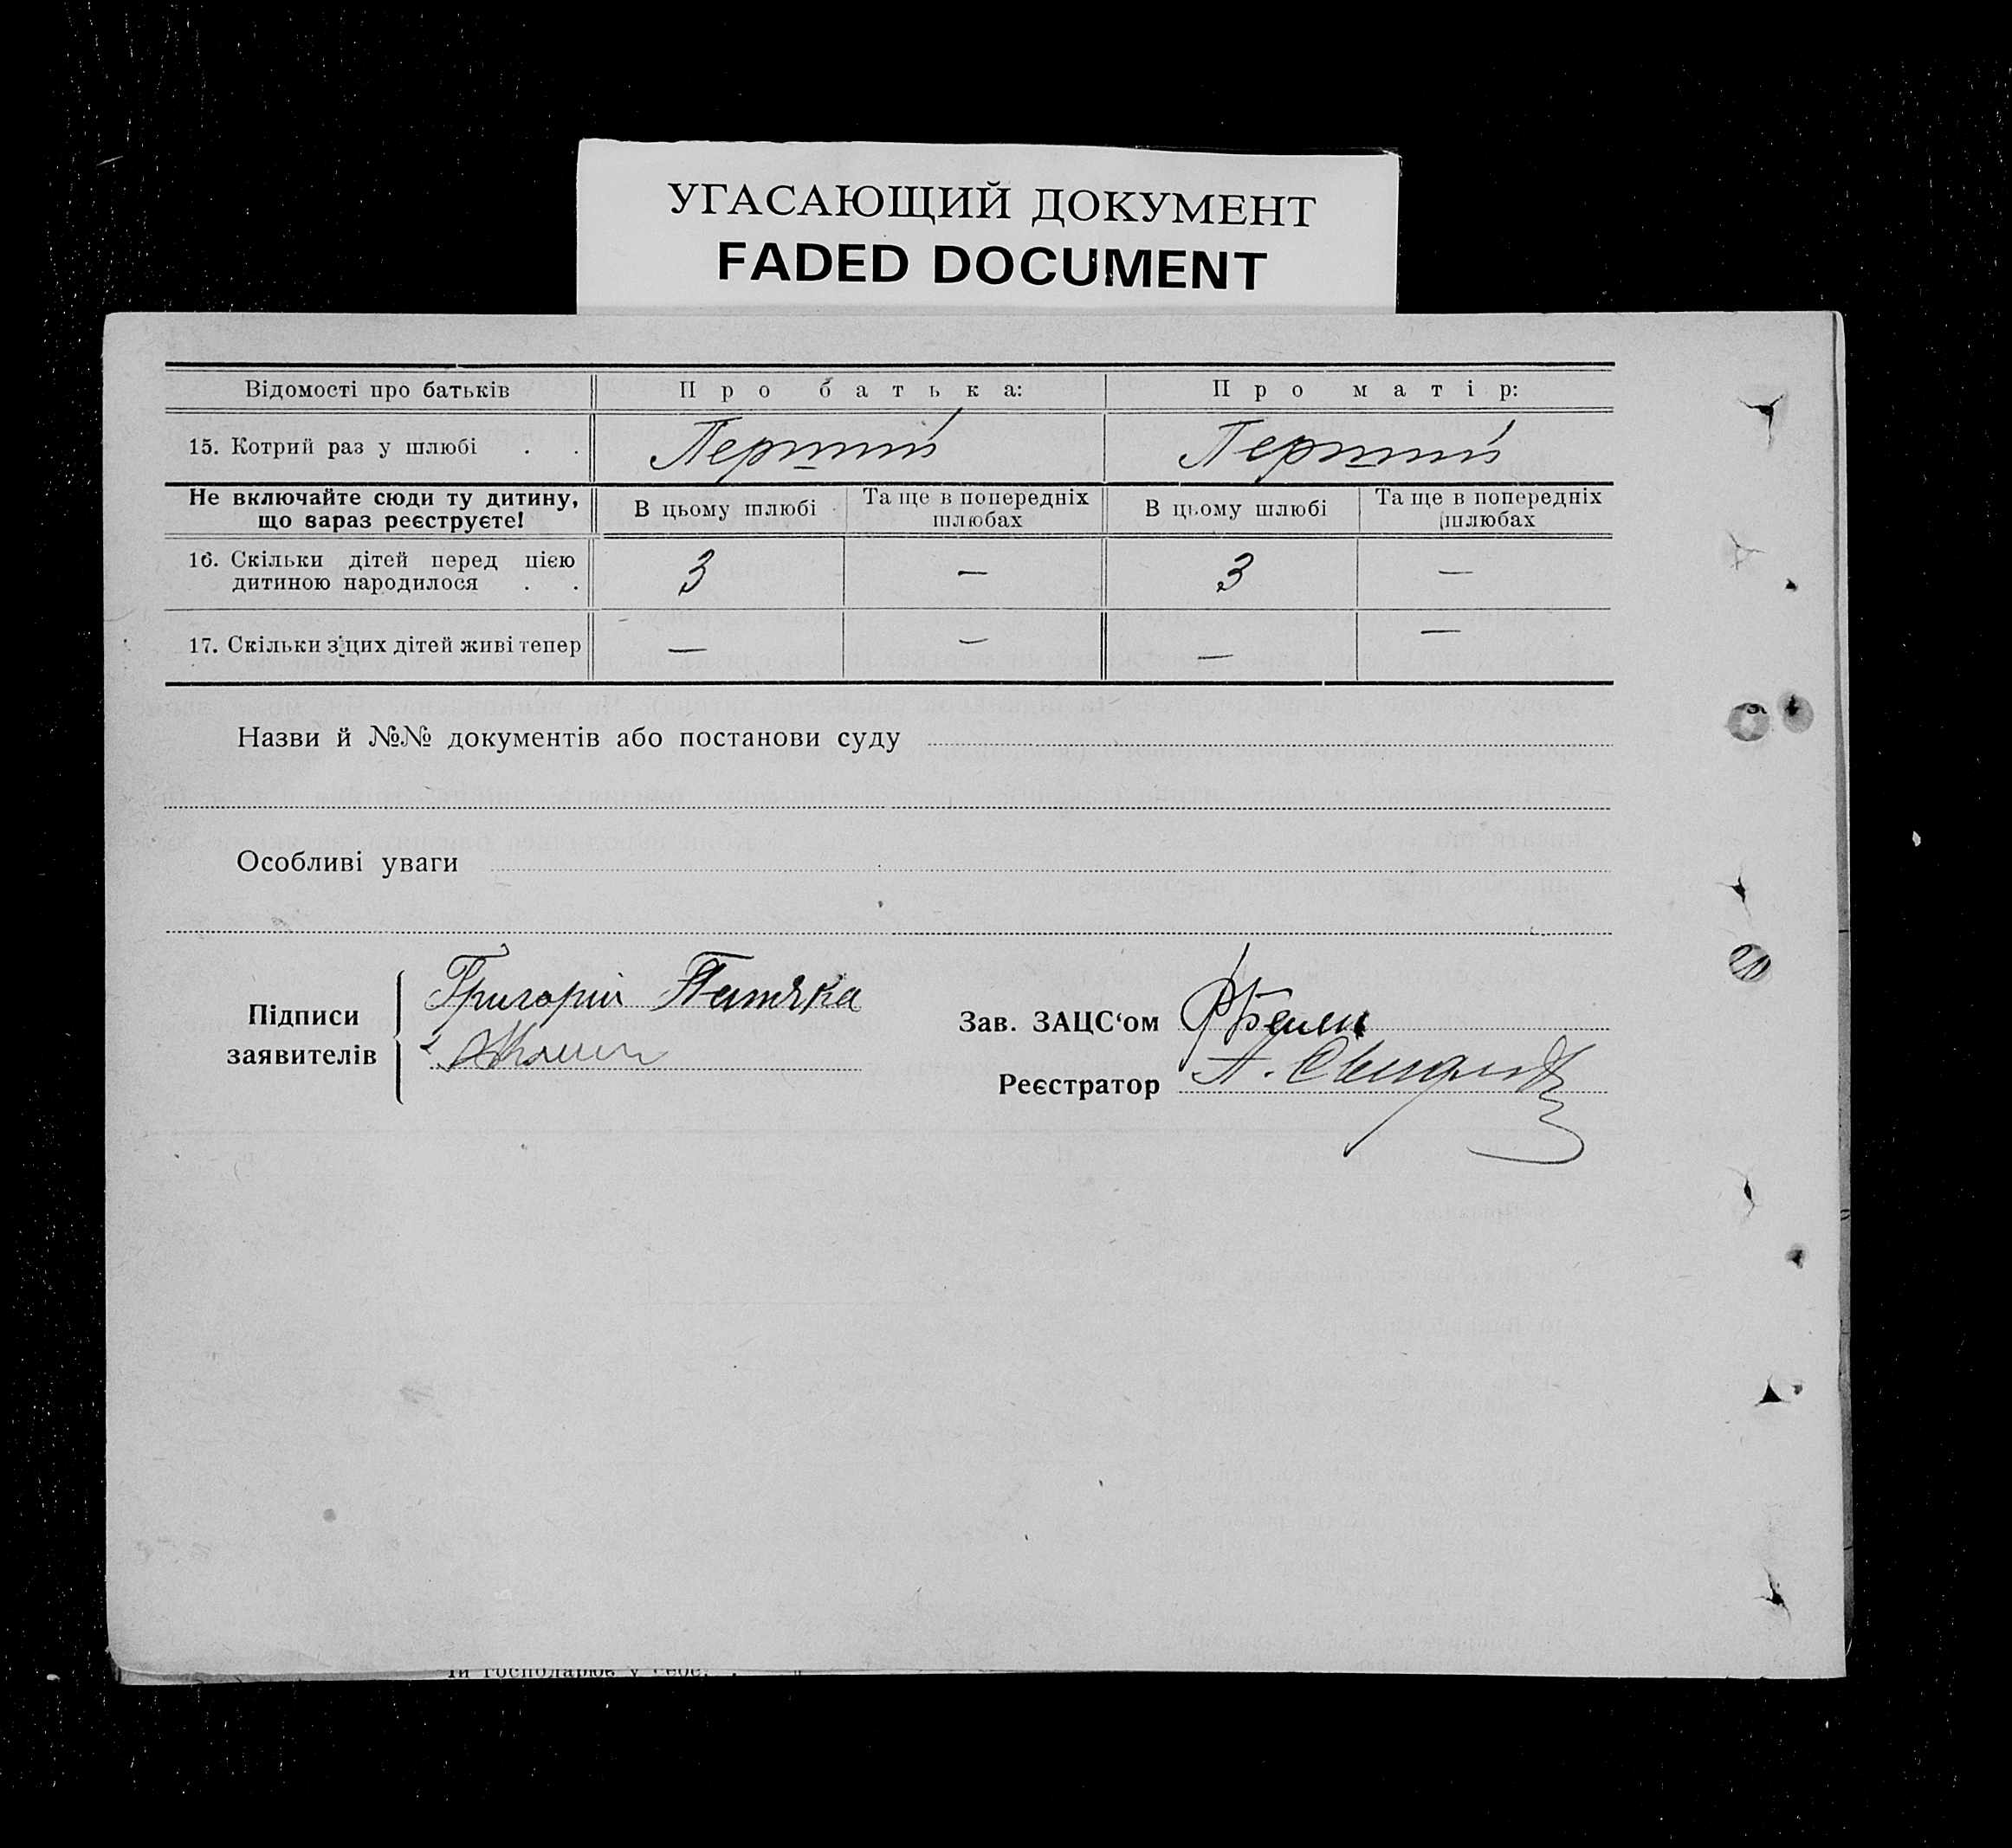 УГАСАЮЩИЙ ДОКУМЕНТ
FADED DOCUMENT
Відомості про батьків Про батька: Про матір:
15. Котрий раз у шлюбі . . Перший Перший
Не включайте сюди ту дитину, що зараз реєструєте! В цьому шлюбі Та ще в попередніх шлюбах В цьому шлюбі Та ще в попередніх шлюбах
16. Скільки дітей перед цією дитиною народилося . . 3 — 3 —
17. Скільки з цих дітей живі тепер — — — —
Назви й №№ документів або постанови суду
Особливі уваги
Підписи заявителів Григорій
Зав. ЗАЦС‘ом
Реєстратор А.
їй господарює у себе. .